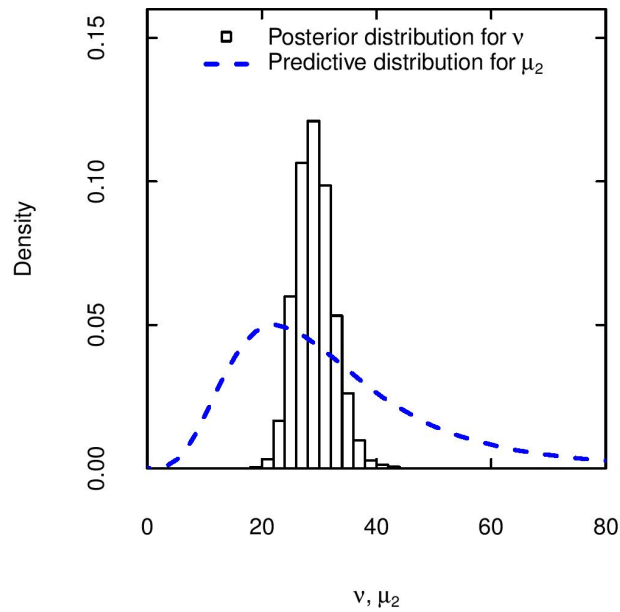 Posterior distribution for ν
Predictive distribution for μ₂
Density
0.15
0.10
0.05
0.00
0 20 40 60 80
ν, μ₂